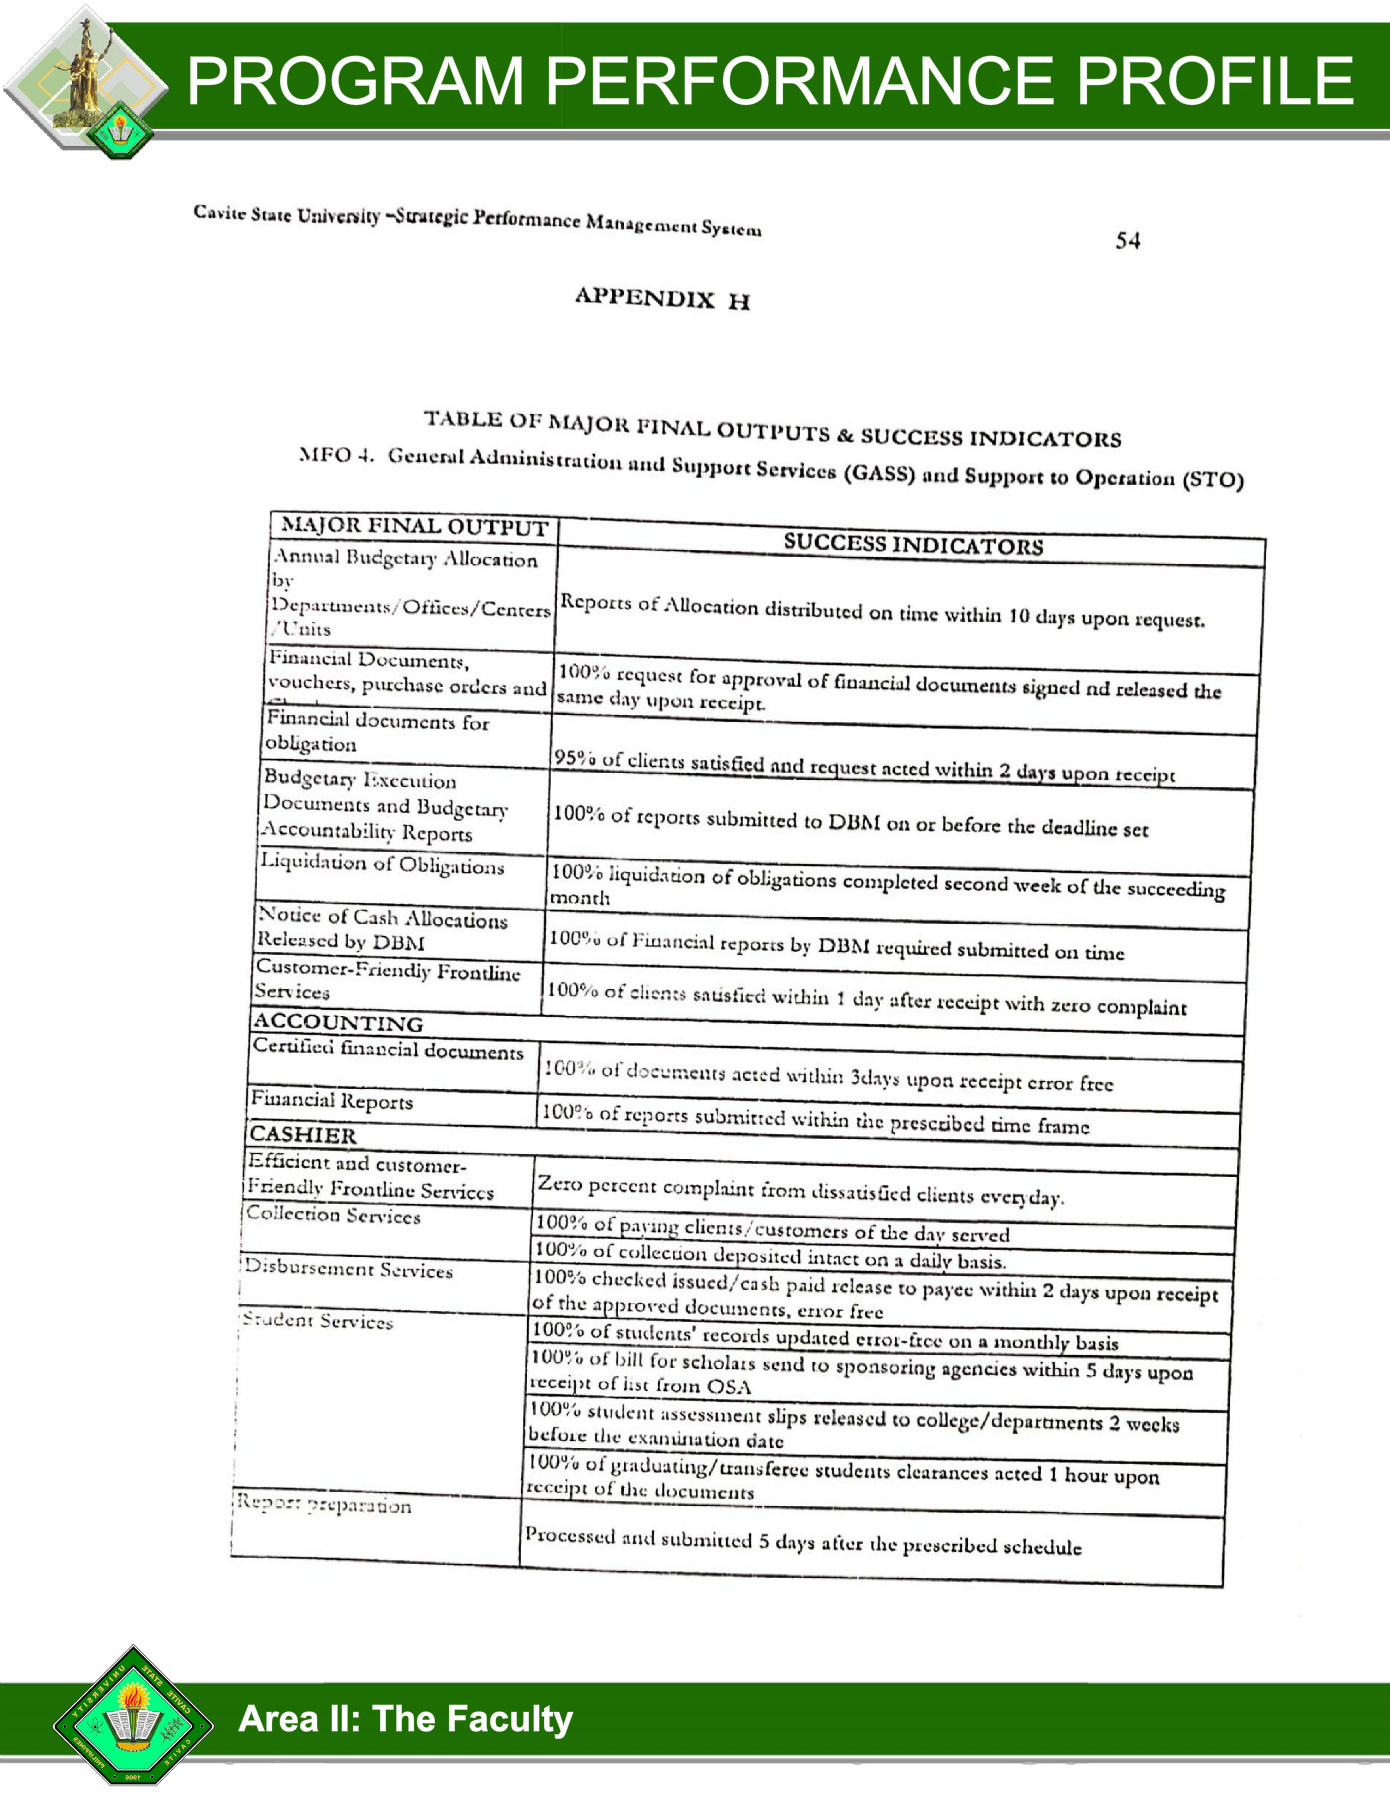 PROGRAM PERFORMANCE PROFILE
Cavite State University –Strategic Performance Management System
54
APPENDIX H
TABLE OF MAJOR FINAL OUTPUTS & SUCCESS INDICATORS
MFO 4. General Administration and Support Services (GASS) and Support to Operation (STO)
MAJOR FINAL OUTPUT
SUCCESS INDICATORS
Annual Budgetary Allocation
by
Departments/Offices/Centers
/Units
Reports of Allocation distributed on time within 10 days upon request.
Financial Documents,
vouchers, purchase orders and
100% request for approval of financial documents signed nd released the
same day upon receipt.
Financial documents for
obligation
95% of clients satisfied and request acted within 2 days upon receipt
Budgetary Execution
Documents and Budgetary
Accountability Reports
100% of reports submitted to DBM on or before the deadline set
Liquidation of Obligations
100% liquidation of obligations completed second week of the succeeding
month
Notice of Cash Allocations
Released by DBM
100% of Financial reports by DBM required submitted on time
Customer-Friendly Frontline
Services
100% of clients satisfied within 1 day after receipt with zero complaint
ACCOUNTING
Certified financial documents
100% of documents acted within 3days upon receipt error free
Financial Reports
100% of reports submitted within the prescribed time frame
CASHIER
Efficient and customer-
Friendly Frontline Services
Zero percent complaint from dissatisfied clients everyday.
Collection Services
100% of paying clients/customers of the day served
100% of collection deposited intact on a daily basis.
Disbursement Services
100% checked issued/cash paid release to payee within 2 days upon receipt
of the approved documents, error free
Student Services
100% of students' records updated error-free on a monthly basis
100% of bill for scholars send to sponsoring agencies within 5 days upon
receipt of list from OSA
100% student assessment slips released to college/departments 2 weeks
before the examination date
100% of graduating/transferee students clearances acted 1 hour upon
receipt of the documents
Report preparation
Processed and submitted 5 days after the prescribed schedule
CAVITE STATE UNIVERSITY
CAVITE
PHILIPPINES
1906
Area II: The Faculty